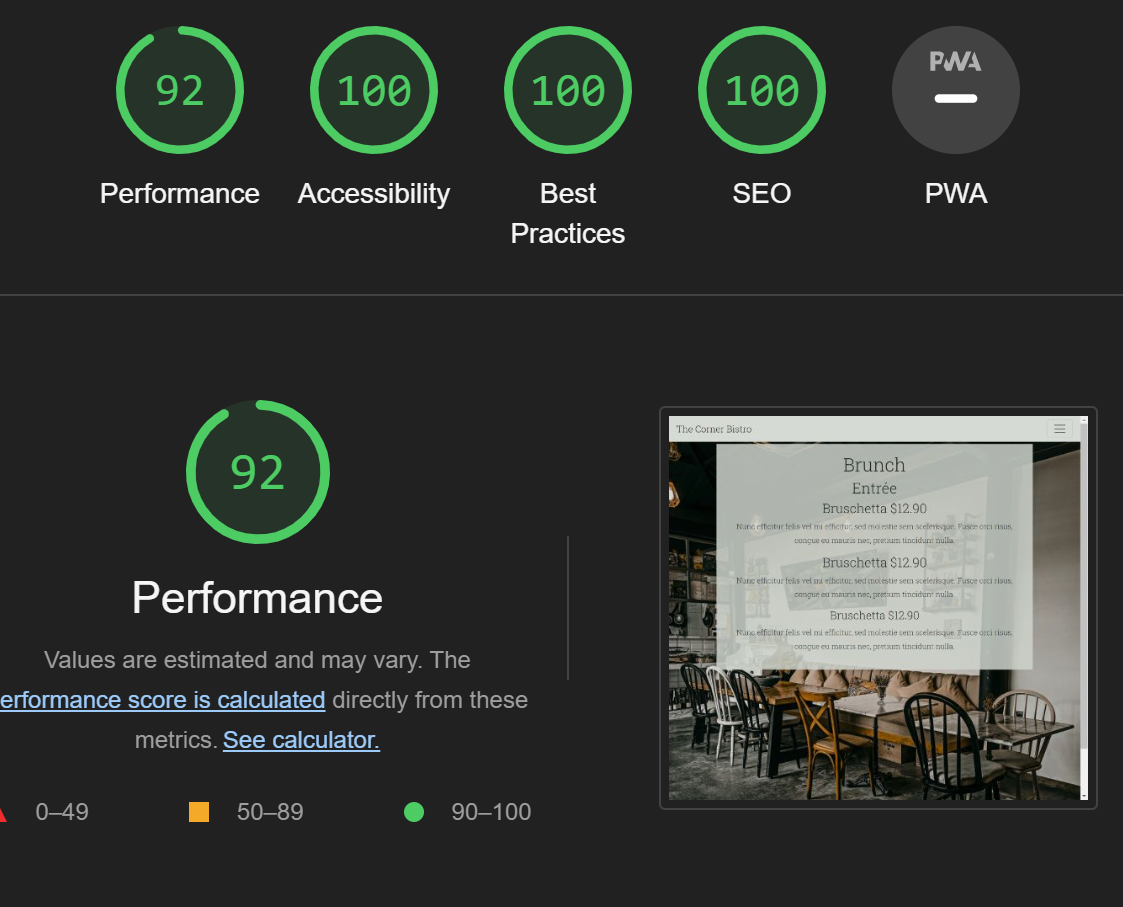 92
100
100
100
PWA
Performance
Accessibility
Best
Practices
SEO
PWA
92
Performance
Values are estimated and may vary. The
erformance score is calculated directly from these
metrics. See calculator.
0–49
50–89
90–100
The Corner Bistro
Brunch
Entrée
Bruschetta $12.90
Nunc efficitur felis vel mi efficitur, sed molestie sem scelerisque. Fusce orci risus,
congue eu mauris nec, pretium tincidunt nulla.
Bruschetta $12.90
Nunc efficitur felis vel mi efficitur, sed molestie sem scelerisque. Fusce orci risus,
congue eu mauris nec, pretium tincidunt nulla.
Bruschetta $12.90
Nunc efficitur felis vel mi efficitur, sed molestie sem scelerisque. Fusce orci risus,
congue eu mauris nec, pretium tincidunt nulla.